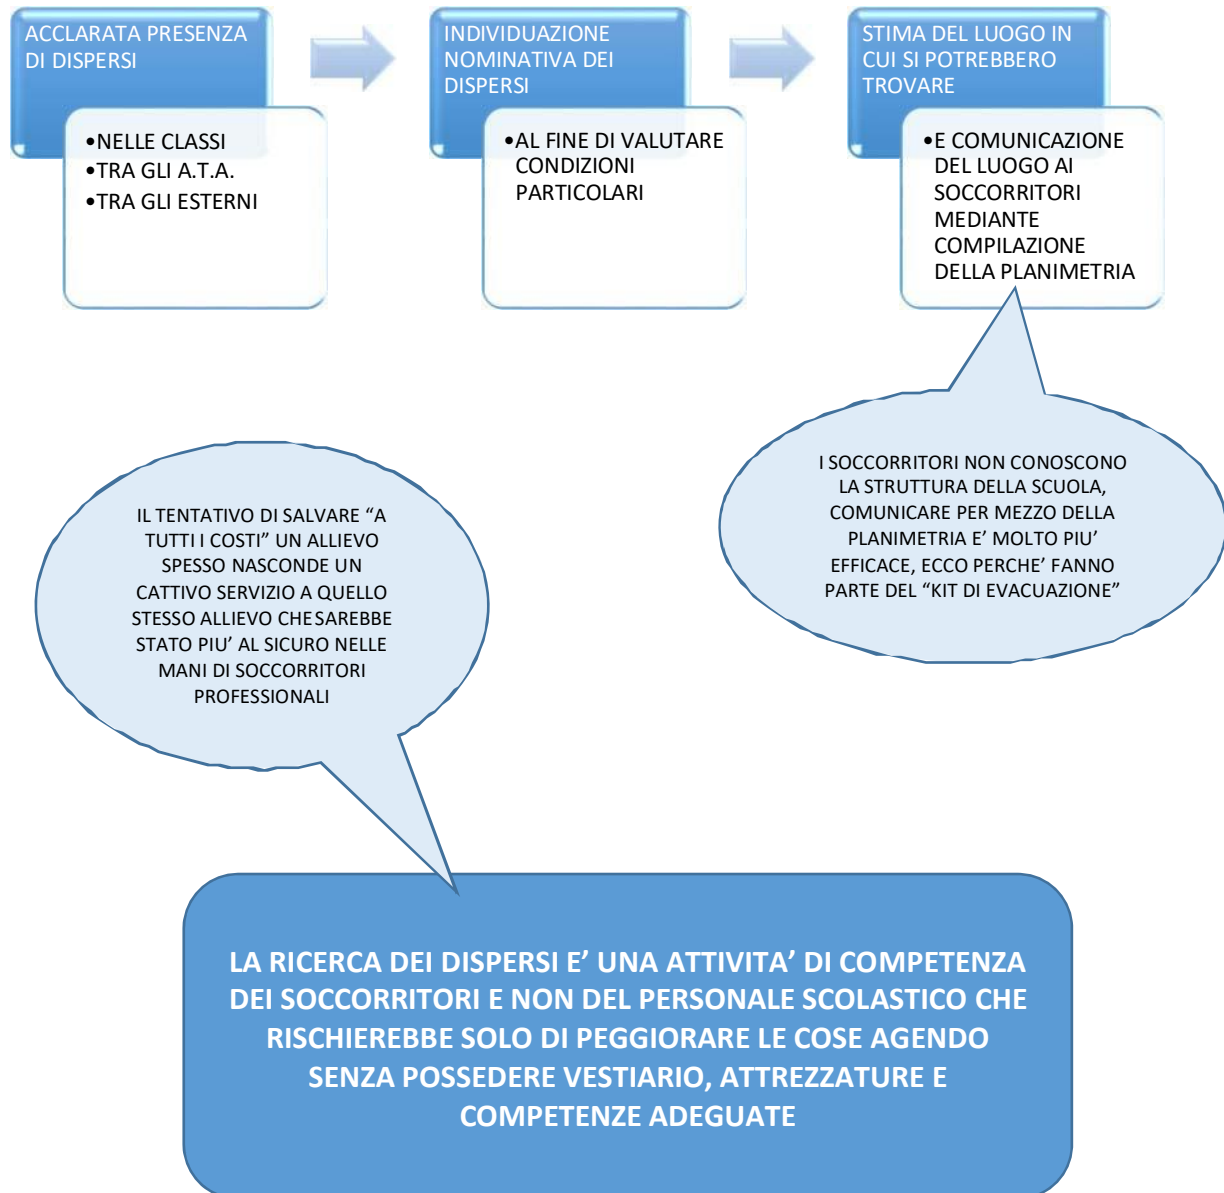 ACCLARATA PRESENZA
DI DISPERSI
•NELLE CLASSI
•TRA GLI A.T.A.
•TRA GLI ESTERNI
INDIVIDUAZIONE
NOMINATIVA DEI
DISPERSI
•AL FINE DI VALUTARE
CONDIZIONI
PARTICOLARI
STIMA DEL LUOGO IN
CUI SI POTREBBERO
TROVARE
•E COMUNICAZIONE
DEL LUOGO AI
SOCCORRITORI
MEDIANTE
COMPILAZIONE
DELLA PLANIMETRIA
I SOCCORRITORI NON CONOSCONO
LA STRUTTURA DELLA SCUOLA,
COMUNICARE PER MEZZO DELLA
PLANIMETRIA E’ MOLTO PIU’
EFFICACE, ECCO PERCHE’ FANNO
PARTE DEL “KIT DI EVACUAZIONE”
IL TENTATIVO DI SALVARE “A
TUTTI I COSTI” UN ALLIEVO
SPESSO NASCONDE UN
CATTIVO SERVIZIO A QUELLO
STESSO ALLIEVO CHE SAREBBE
STATO PIU’ AL SICURO NELLE
MANI DI SOCCORRITORI
PROFESSIONALI
LA RICERCA DEI DISPERSI E’ UNA ATTIVITA’ DI COMPETENZA
DEI SOCCORRITORI E NON DEL PERSONALE SCOLASTICO CHE
RISCHIEREBBE SOLO DI PEGGIORARE LE COSE AGENDO
SENZA POSSEDERE VESTIARIO, ATTREZZATURE E
COMPETENZE ADEGUATE